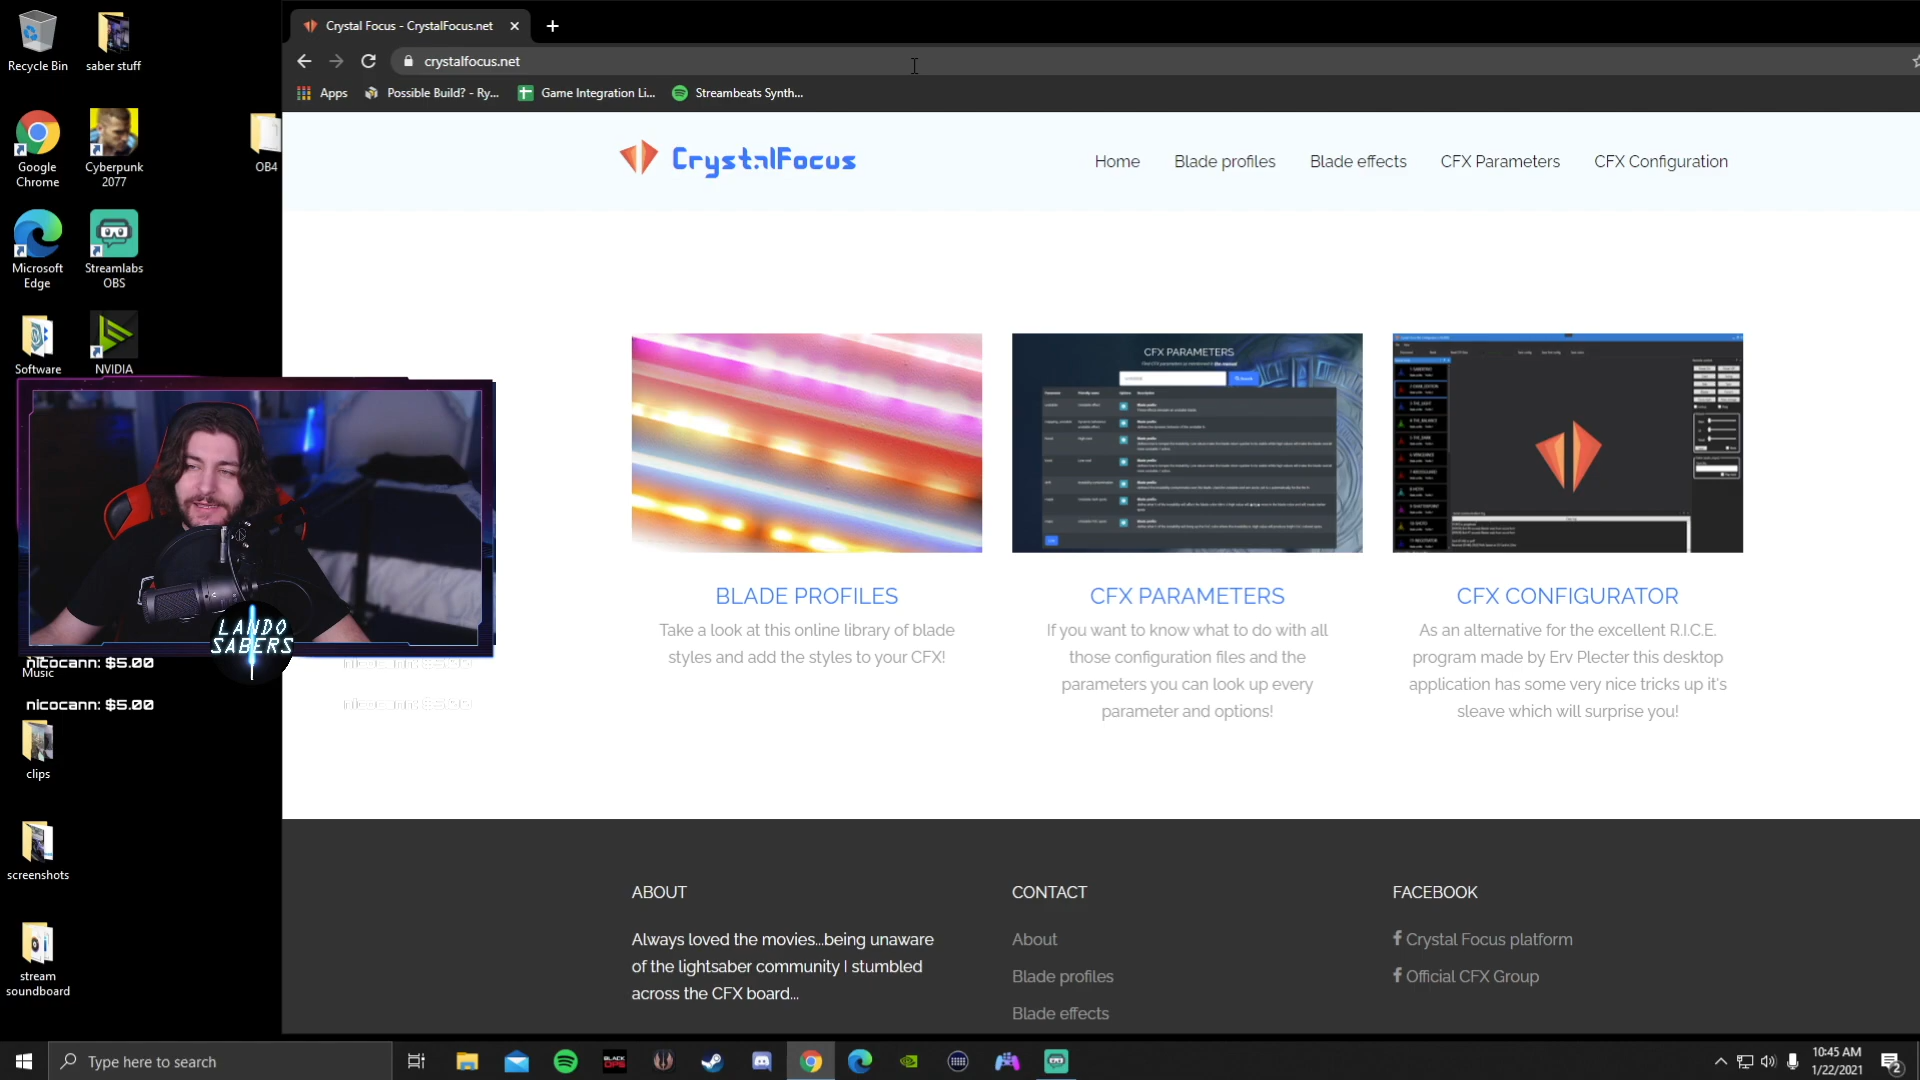 Recycle Bin
saber stuff
Google Chrome
Cyberpunk 2077
OB4
Microsoft Edge
Streamlabs OBS
Software
NVIDIA
LANDO SABERS
nicocann: $5.00
Music
nicocann: $5.00
clips
screenshots
stream soundboard
Crystal Focus - CrystalFocus.net
crystalfocus.net
Apps
Possible Build? - Ry...
Game Integration Li...
Streambeats Synth...
CrystalFocus
Home
Blade profiles
Blade effects
CFX Parameters
CFX Configuration
CFX PARAMETERS
BLADE PROFILES
Take a look at this online library of blade
styles and add the styles to your CFX!
CFX PARAMETERS
If you want to know what to do with all
those configuration files and the
parameters you can look up every
parameter and options!
CFX CONFIGURATOR
As an alternative for the excellent R.I.C.E.
program made by Erv Plecter this desktop
application has some very nice tricks up it's
sleave which will surprise you!
ABOUT
Always loved the movies...being unaware
of the lightsaber community I stumbled
across the CFX board...
CONTACT
About
Blade profiles
Blade effects
FACEBOOK
Crystal Focus platform
Official CFX Group
Type here to search
BLACK OPS
10:45 AM
1/22/2021
2